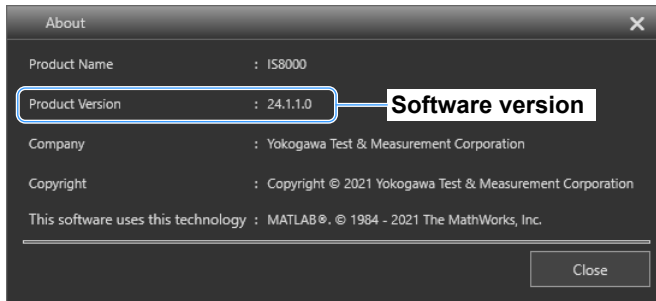 About
Product Name : IS8000
Product Version : 24.1.1.0 Software version
Company : Yokogawa Test & Measurement Corporation
Copyright : Copyright © 2021 Yokogawa Test & Measurement Corporation
This software uses this technology : MATLAB®. © 1984 - 2021 The MathWorks, Inc.
Close